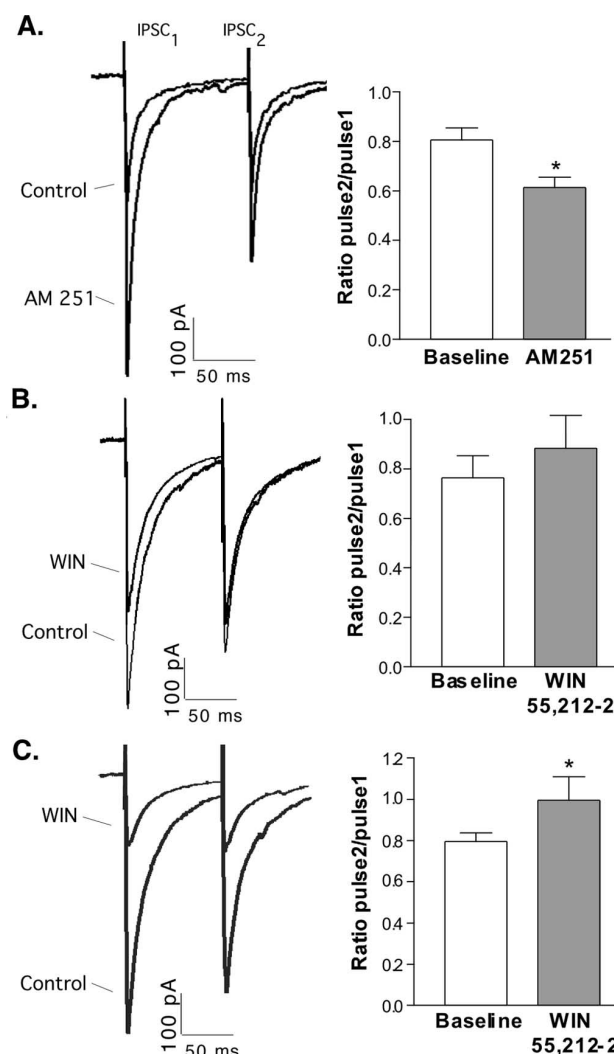 A.
IPSC1
IPSC2
Control
AM 251
100 pA
50 ms
Ratio pulse2/pulse1
1.0
0.8
0.6
0.4
0.2
0.0
*
Baseline
AM251
B.
WIN
Control
100 pA
50 ms
Ratio pulse2/pulse1
1.0
0.8
0.6
0.4
0.2
0.0
Baseline
WIN
55,212-2
C.
WIN
Control
100 pA
50 ms
Ratio pulse2/pulse1
1.2
1.0
0.8
0.6
0.4
0.2
0.0
*
Baseline
WIN
55,212-2